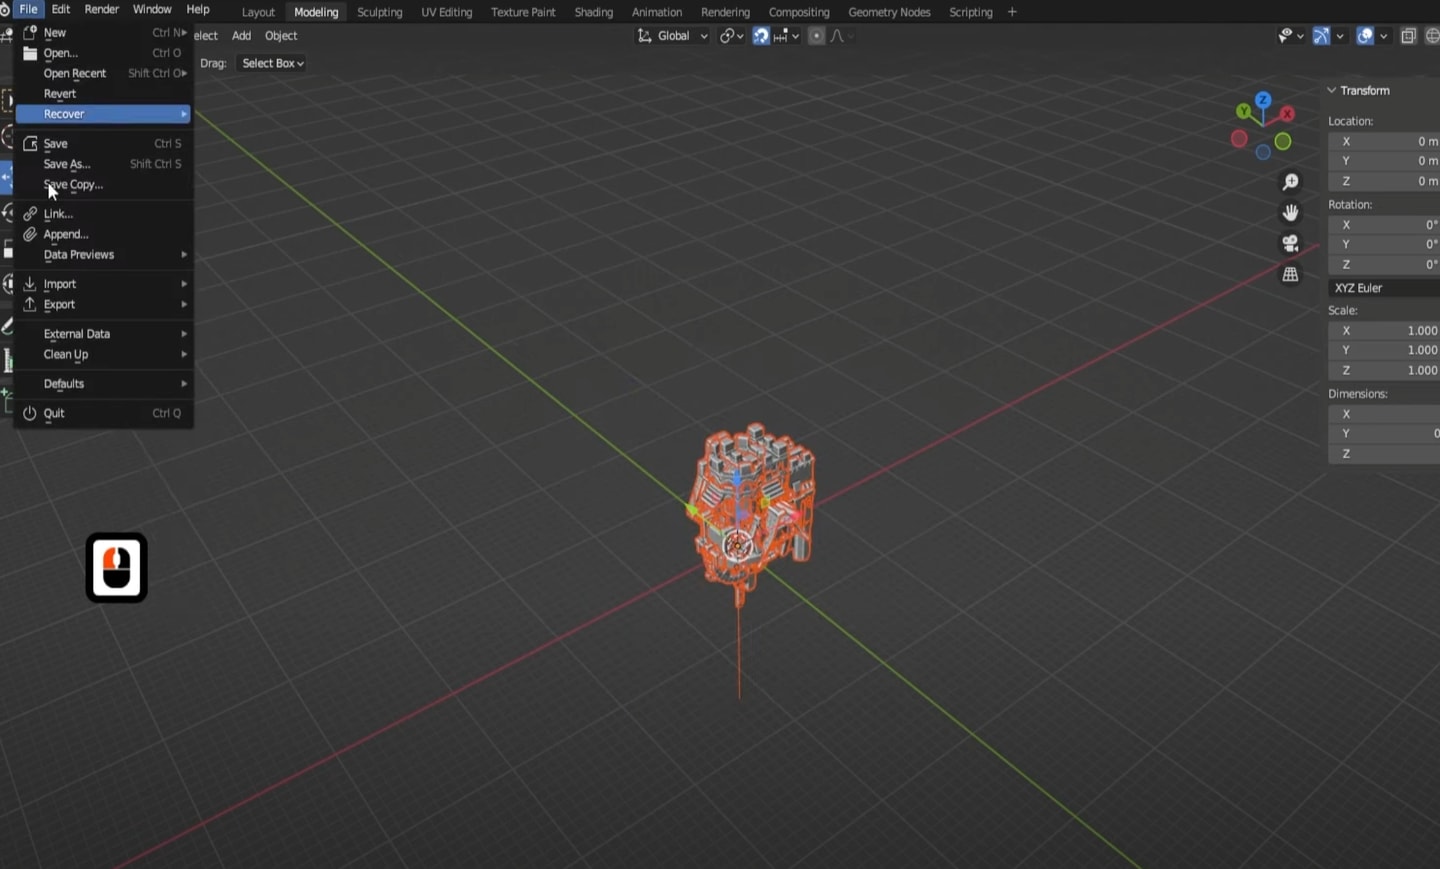 File Edit Render Window Help Layout Modeling Sculpting UV Editing Texture Paint Shading Animation Rendering Compositing Geometry Nodes Scripting +
New Ctrl N
elect Add Object Global
Open... Ctrl O
Drag: Select Box
Open Recent Shift Ctrl O
Revert
Recover
Save Ctrl S
Save As... Shift Ctrl S
Save Copy...
Link...
Append...
Data Previews
Import
Export
External Data
Clean Up
Defaults
Quit Ctrl Q
Z
Y X
Transform
Location:
X 0 m
Y 0 m
Z 0 m
Rotation:
X 0°
Y 0°
Z 0°
XYZ Euler
Scale:
X 1.000
Y 1.000
Z 1.000
Dimensions:
X
Y 0
Z